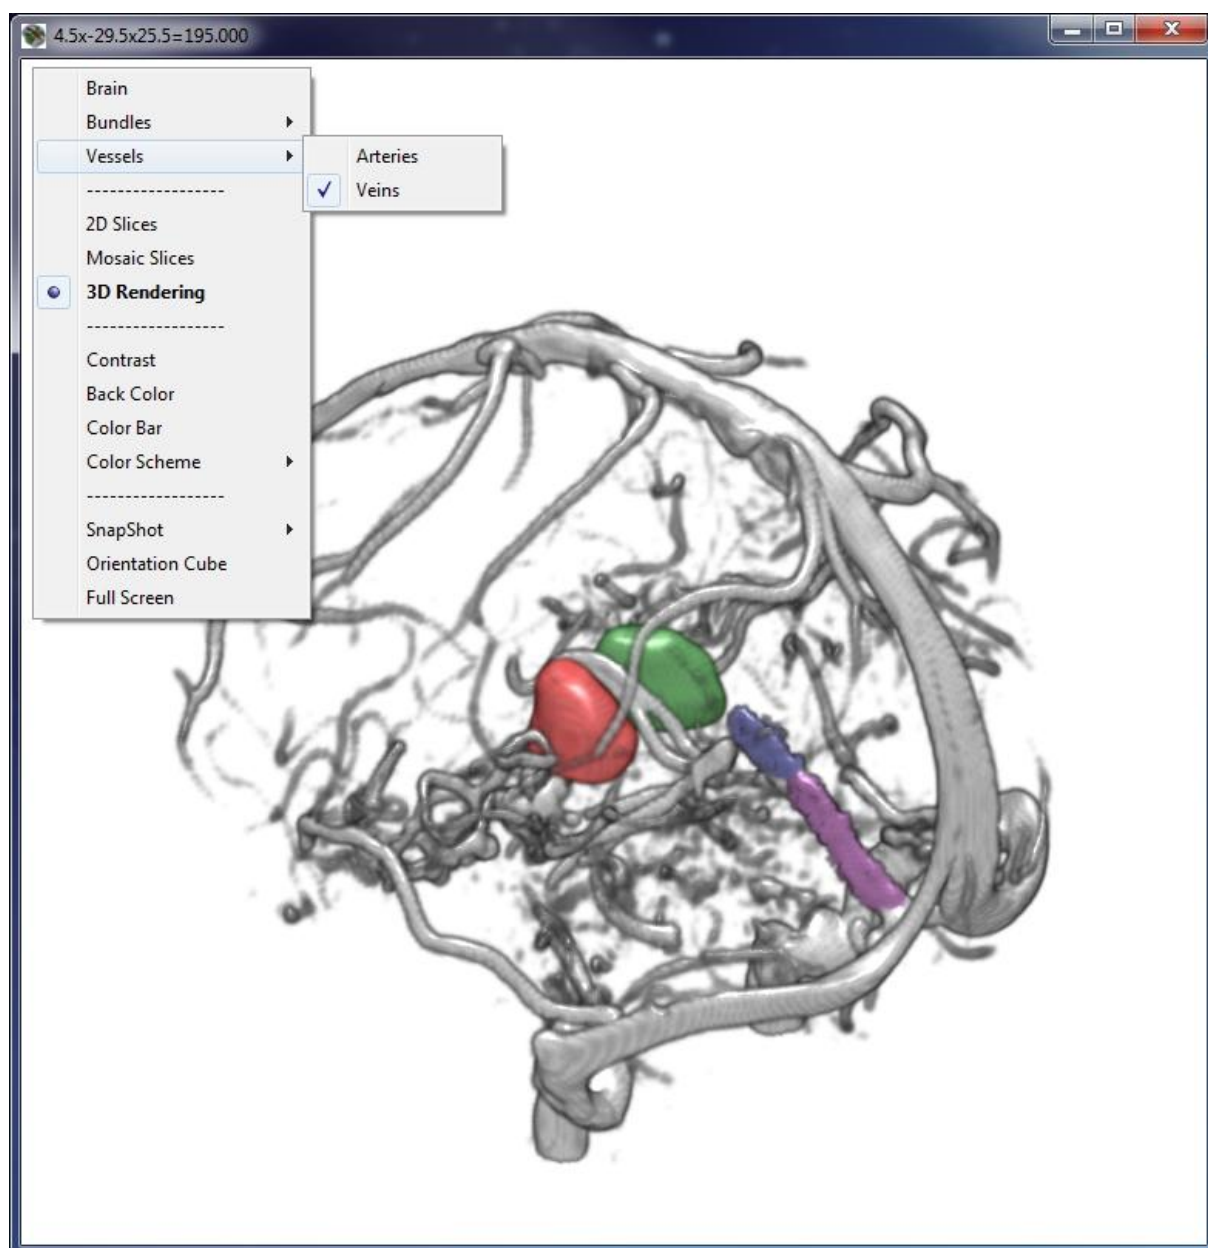 4.5x-29.5x25.5=195.000
Brain
Bundles
Vessels
Arteries
------------------
Veins
2D Slices
Mosaic Slices
3D Rendering
------------------
Contrast
Back Color
Color Bar
Color Scheme
------------------
SnapShot
Orientation Cube
Full Screen